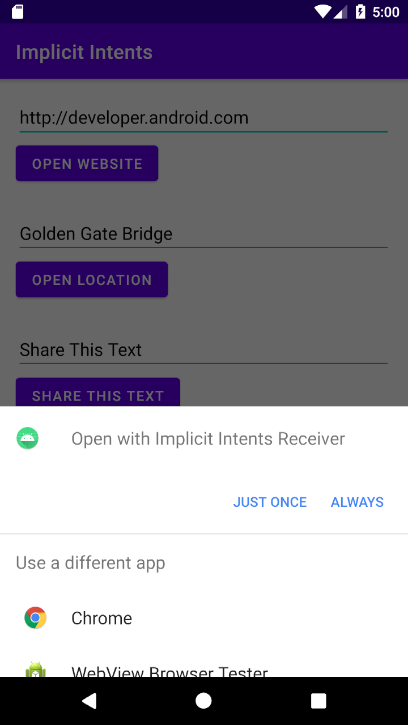 5:00
Implicit Intents
http://developer.android.com
OPEN WEBSITE
Golden Gate Bridge
OPEN LOCATION
Share This Text
SHARE THIS TEXT
Open with Implicit Intents Receiver
JUST ONCE ALWAYS
Use a different app
Chrome
WebView Browser Tester